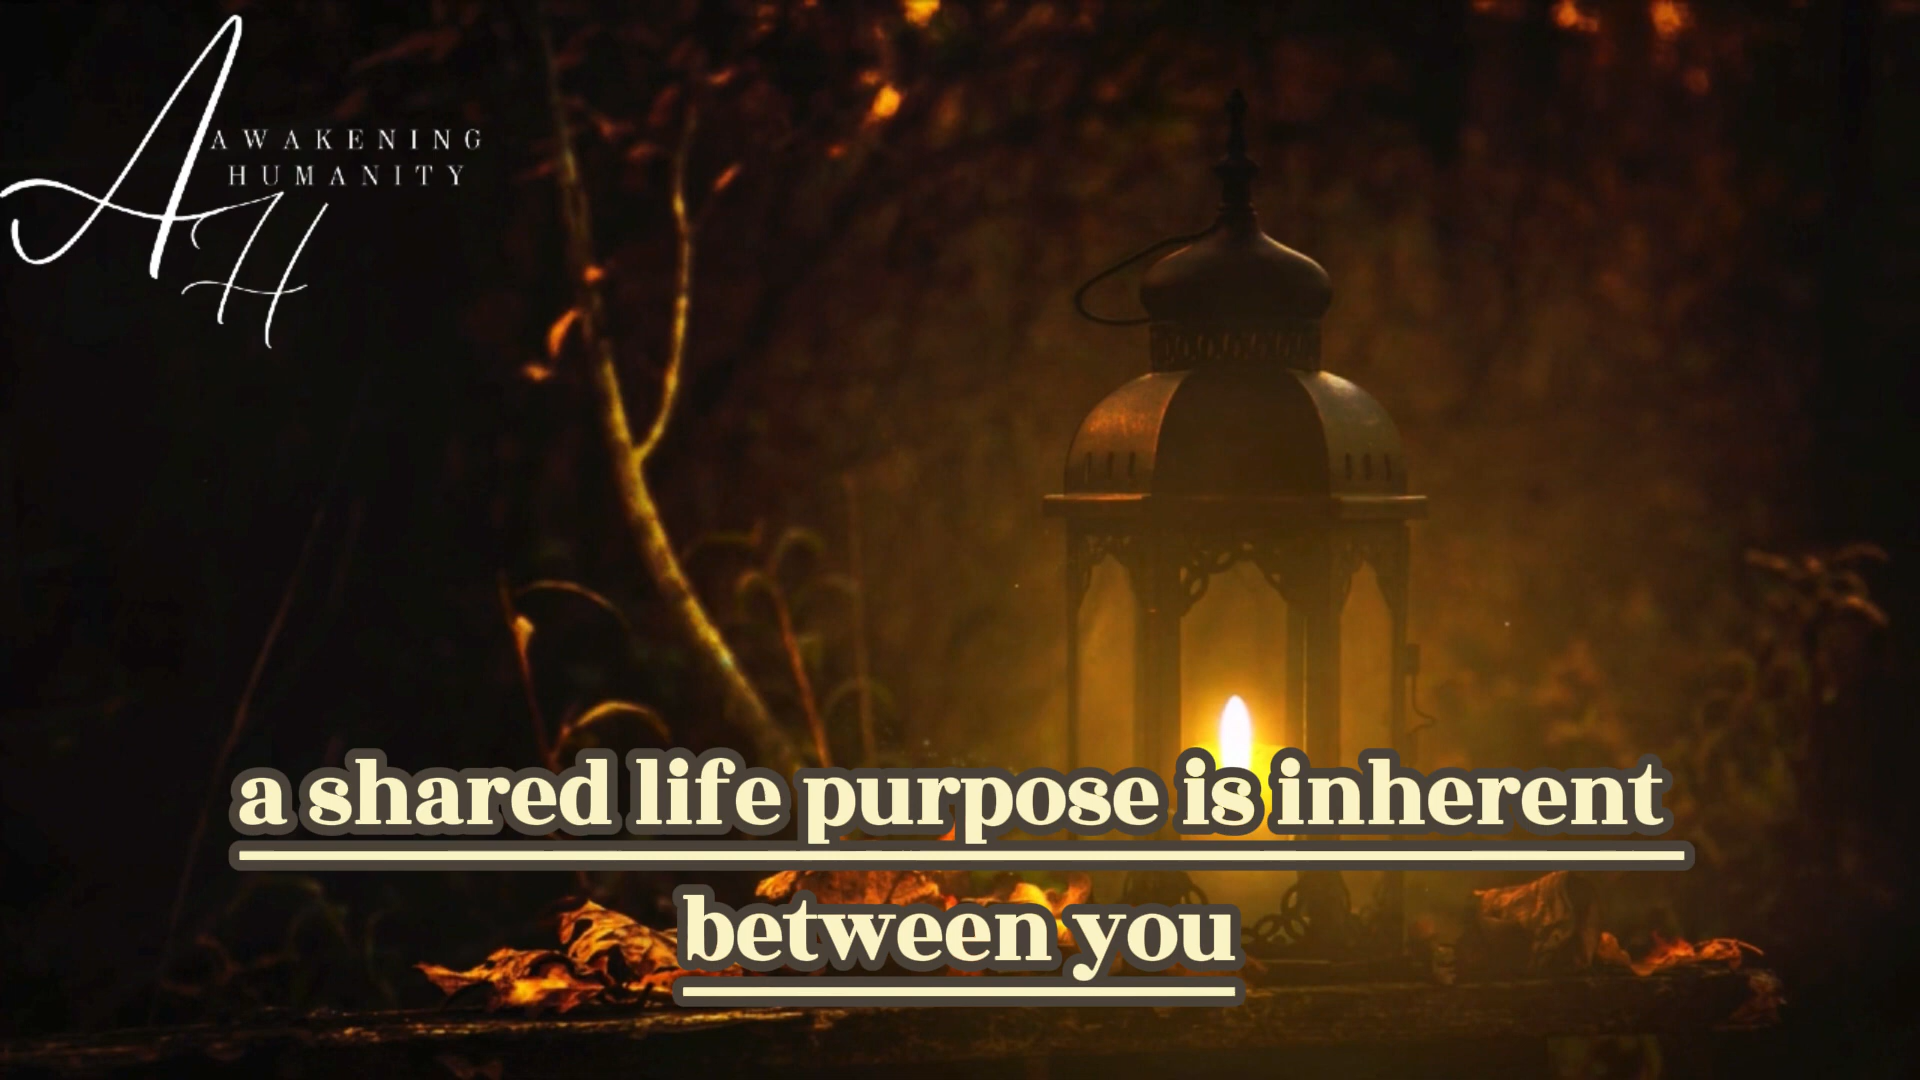 AWAKENING
HUMANITY
AH
a shared life purpose is inherent
between you